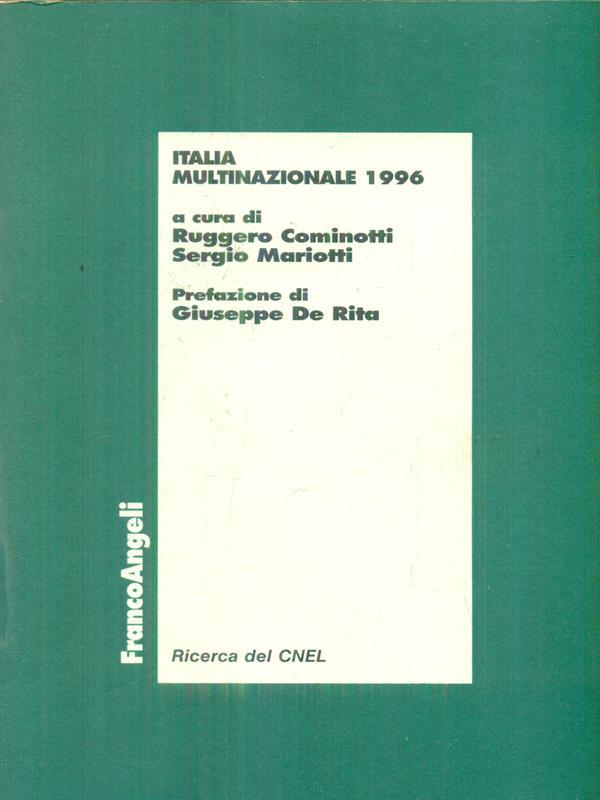 ITALIA
MULTINAZIONALE 1996
a cura di
Ruggero Cominotti
Sergio Mariotti
Prefazione di
Giuseppe De Rita
FrancoAngeli
Ricerca del CNEL